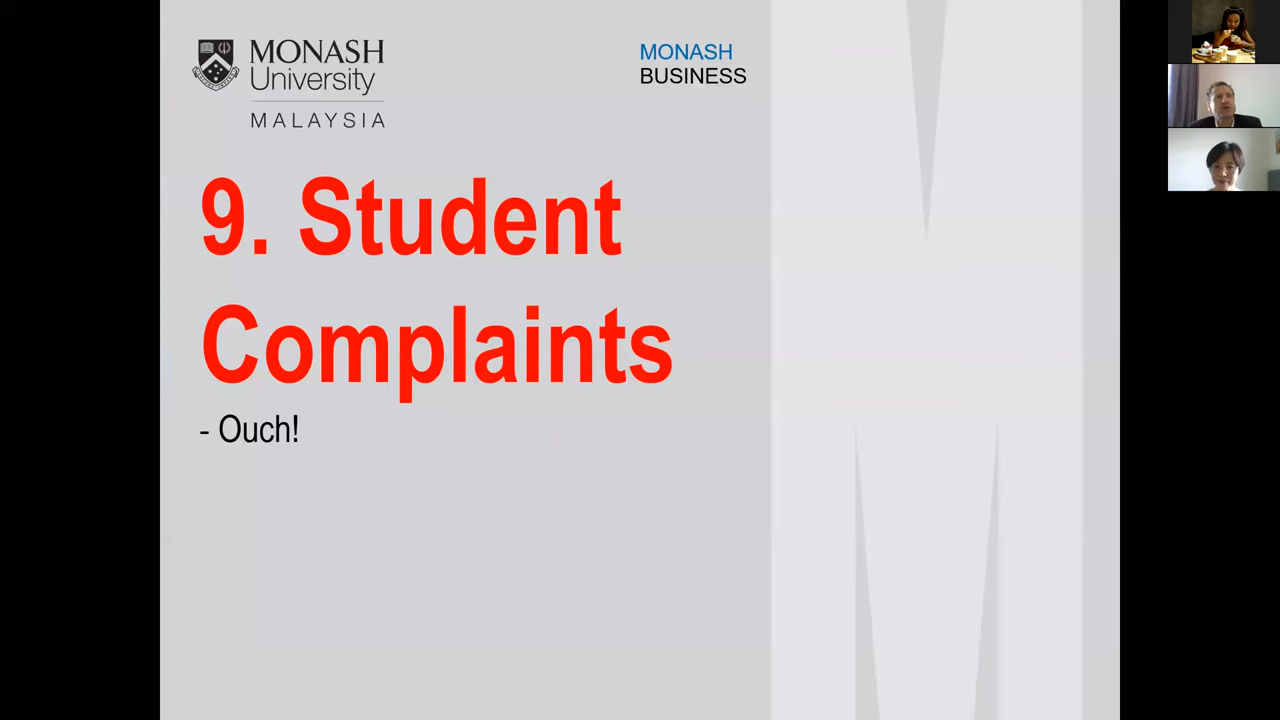 MONASH
University
MALAYSIA
MONASH
BUSINESS
9. Student
Complaints
- Ouch!